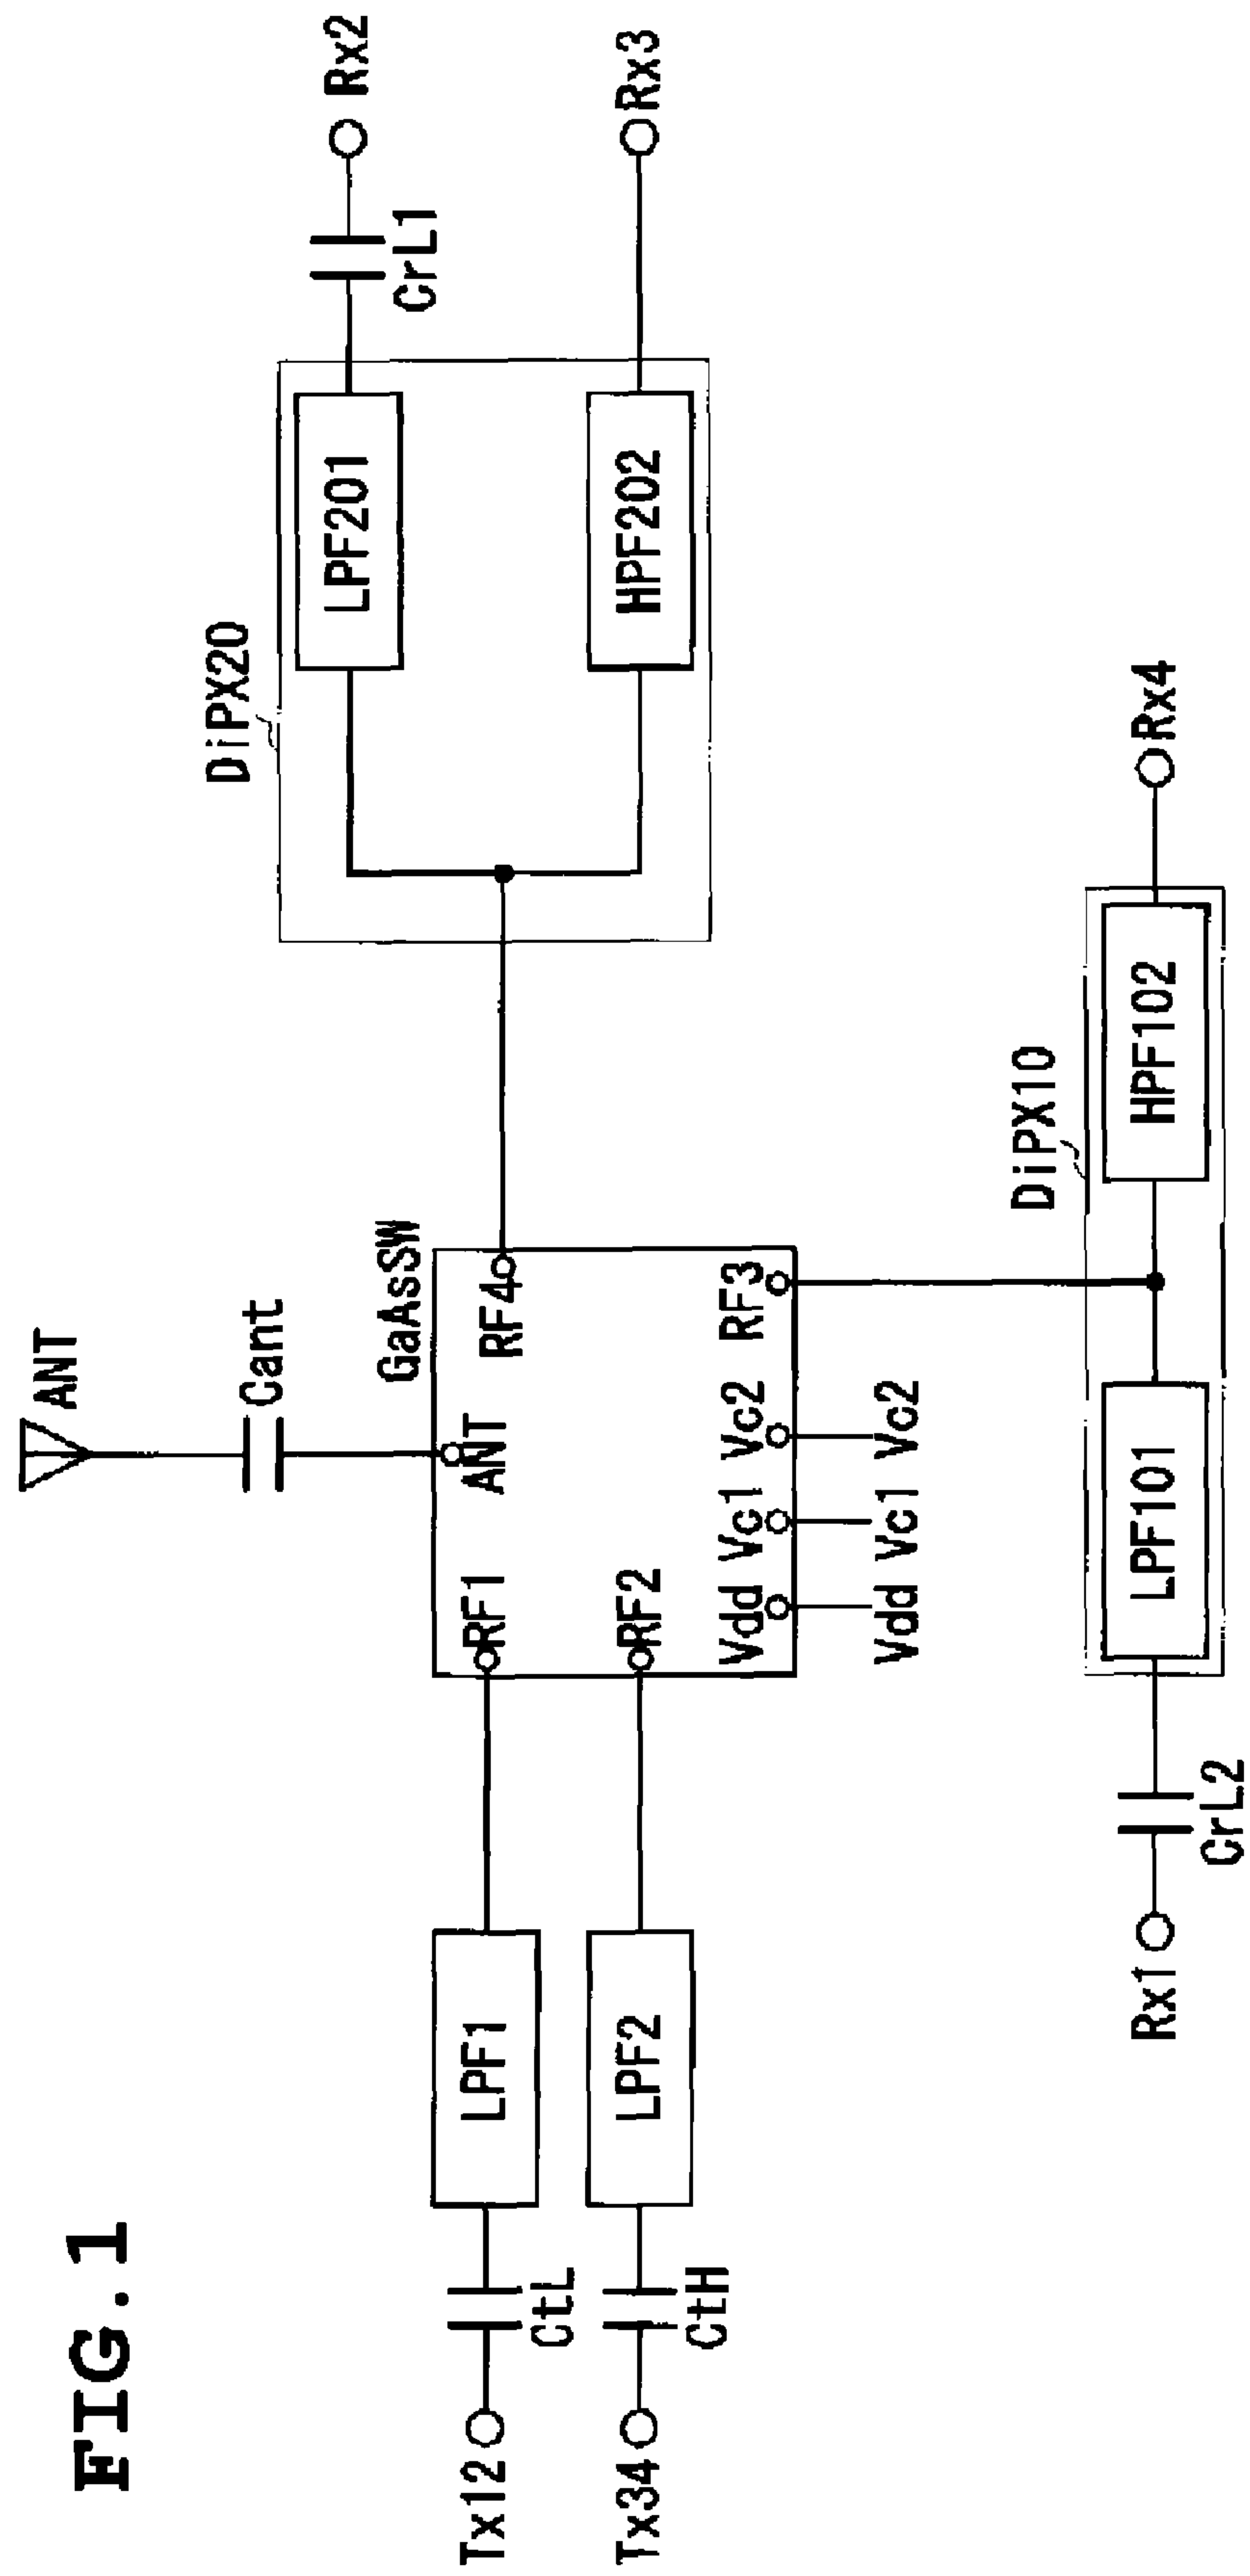 FIG.1
ANT
Cant
GaAsSW
DiPX20
LPF201
CrL1
Rx2
HPF202
Rx3
Tx12
CtL
LPF1
RF1
ANT
RF4
Tx34
CtH
LPF2
RF2
Vdd Vc1 Vc2
RF3
Vdd Vc1 Vc2
DiPX10
Rx1
CrL2
LPF101
HPF102
Rx4